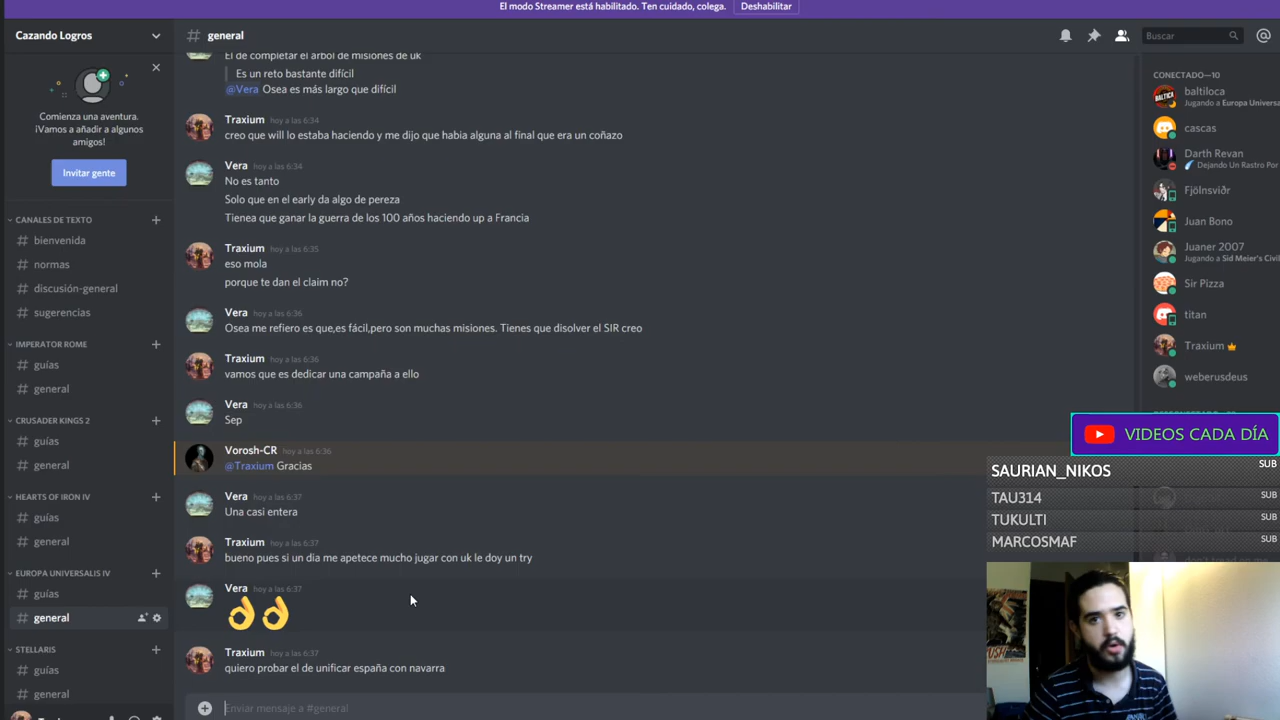 El modo Streamer está habilitado. Ten cuidado, colega.
Deshabilitar
Cazando Logros
Comienza una aventura.
¡Vamos a añadir a algunos
amigos!
Invitar gente
CANALES DE TEXTO
# bienvenida
# normas
# discusión-general
# sugerencias
IMPERATOR ROME
# guías
# general
CRUSADER KINGS 2
# guías
# general
HEARTS OF IRON IV
# guías
# general
EUROPA UNIVERSALIS IV
# guías
# general
STELLARIS
# guías
# general
# general
Buscar
El de completar el arbol de misiones de uk
Es un reto bastante difícil
@Vera Osea es más largo que difícil
Traxium hoy a las 6:34
creo que will lo estaba haciendo y me dijo que habia alguna al final que era un coñazo
Vera hoy a las 6:34
No es tanto
Solo que en el early da algo de pereza
Tienea que ganar la guerra de los 100 años haciendo up a Francia
Traxium hoy a las 6:35
eso mola
porque te dan el claim no?
Vera hoy a las 6:36
Osea me refiero es que,es fácil,pero son muchas misiones. Tienes que disolver el SIR creo
Traxium hoy a las 6:36
vamos que es dedicar una campaña a ello
Vera hoy a las 6:36
Sep
Vorosh-CR hoy a las 6:36
@Traxium Gracias
Vera hoy a las 6:37
Una casi entera
Traxium hoy a las 6:37
bueno pues si un dia me apetece mucho jugar con uk le doy un try
Vera hoy a las 6:37
👌👌
Traxium hoy a las 6:37
quiero probar el de unificar españa con navarra
Enviar mensaje a #general
CONECTADO—10
baltiloca
Jugando a Europa Univers
cascas
Darth Revan
Dejando Un Rastro Por
Fjölnsviðr
Juan Bono
Juaner 2007
Jugando a Sid Meier's Civil
Sir Pizza
titan
Traxium
weberusdeus
VIDEOS CADA DÍA
SAURIAN_NIKOS SUB
TAU314 SUB
TUKULTI SUB
MARCOSMAF SUB